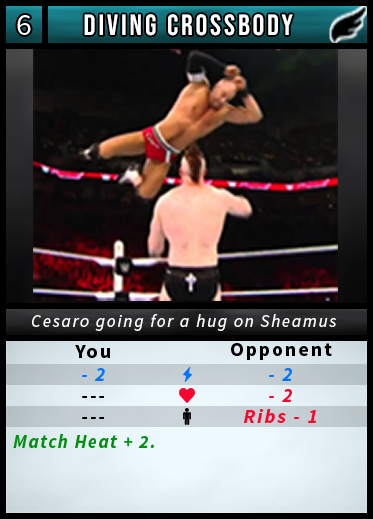 6 DIVING CROSSBODY
Cesaro going for a hug on Sheamus
You Opponent
- 2 - 2
--- - 2
--- Ribs - 1
Match Heat + 2.